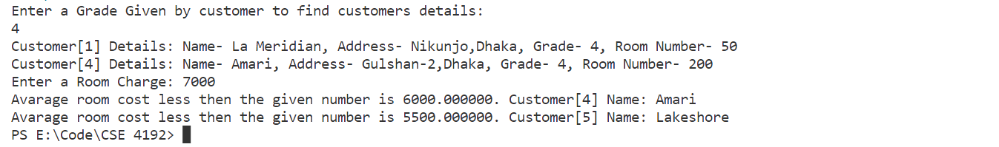 Enter a Grade Given by customer to find customers details:
4
Customer[1] Details: Name- La Meridian, Address- Nikunjo,Dhaka, Grade- 4, Room Number- 50
Customer[4] Details: Name- Amari, Address- Gulshan-2,Dhaka, Grade- 4, Room Number- 200
Enter a Room Charge: 7000
Avarage room cost less then the given number is 6000.000000. Customer[4] Name: Amari
Avarage room cost less then the given number is 5500.000000. Customer[5] Name: Lakeshore
PS E:\Code\CSE 4192>